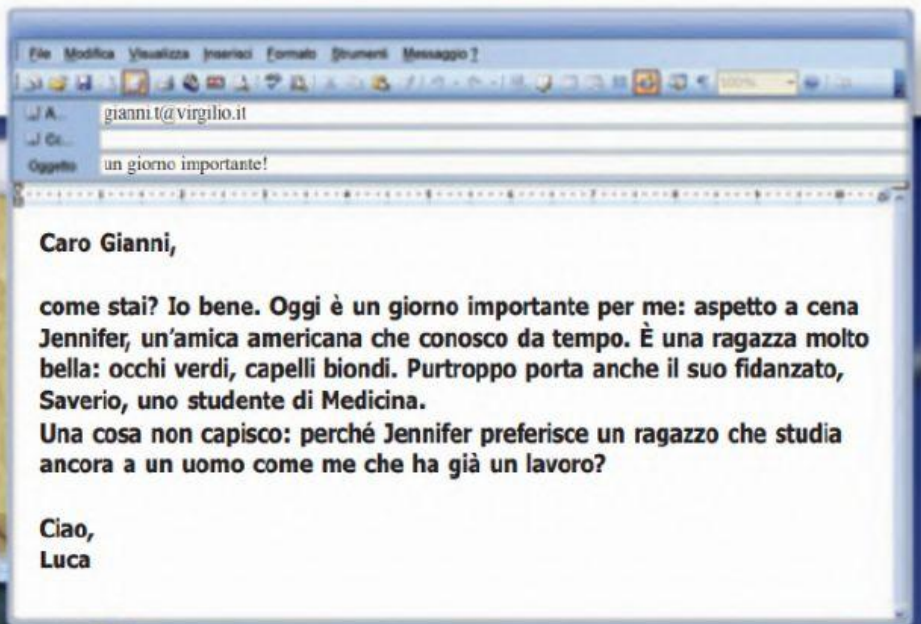 File Modifica Visualizza Inserisci Formato Strumenti Messaggio ?
100%
A...
gianni.t@virgilio.it
Cc...
Oggetto
un giorno importante!
Caro Gianni,
come stai? Io bene. Oggi è un giorno importante per me: aspetto a cena
Jennifer, un'amica americana che conosco da tempo. È una ragazza molto
bella: occhi verdi, capelli biondi. Purtroppo porta anche il suo fidanzato,
Saverio, uno studente di Medicina.
Una cosa non capisco: perché Jennifer preferisce un ragazzo che studia
ancora a un uomo come me che ha già un lavoro?
Ciao,
Luca